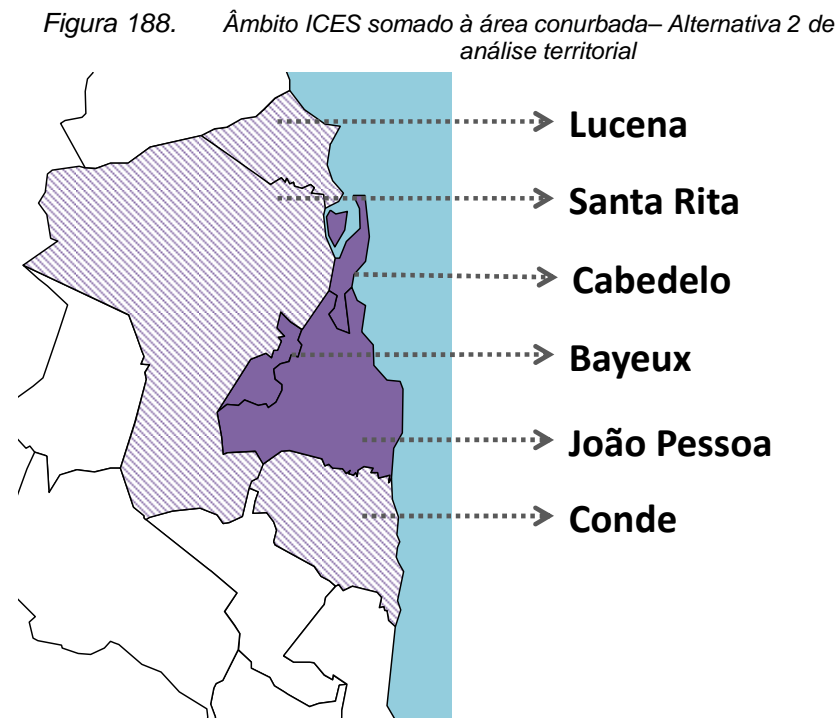 Figura 188. Âmbito ICES somado à área conurbada– Alternativa 2 de
análise territorial
Lucena
Santa Rita
Cabedelo
Bayeux
João Pessoa
Conde